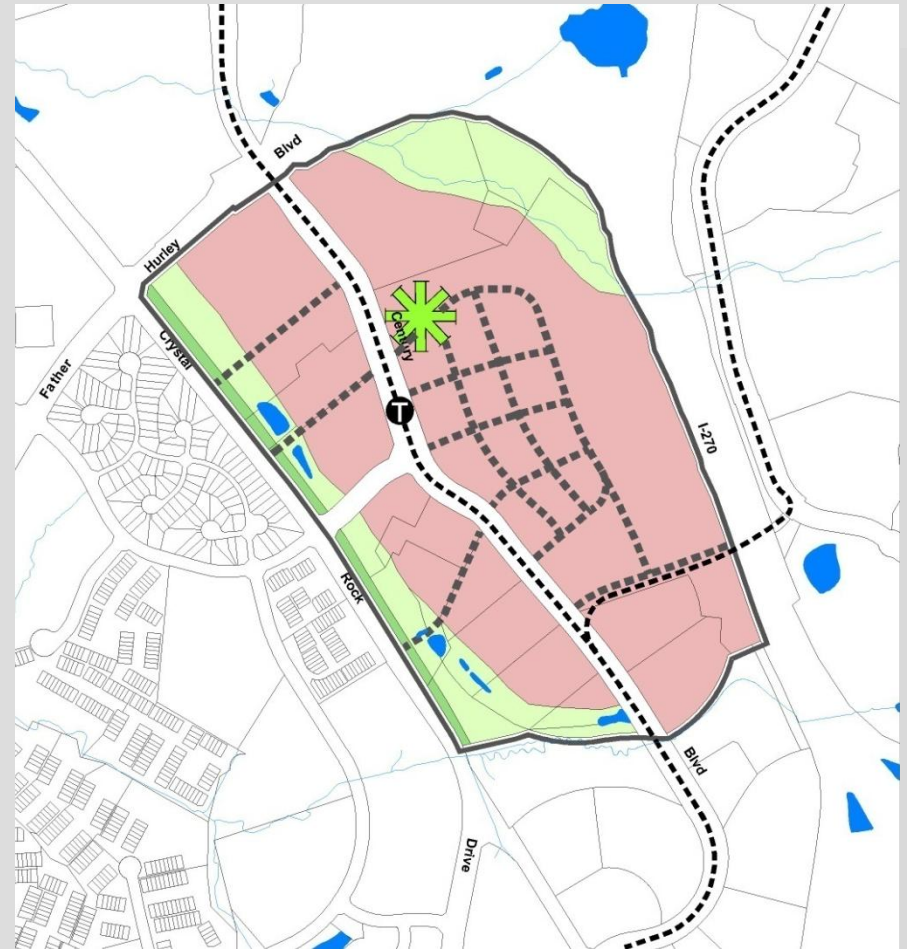 Blvd
Hurley
Crystal
Father
Century
T
I-270
Rock
Blvd
Drive